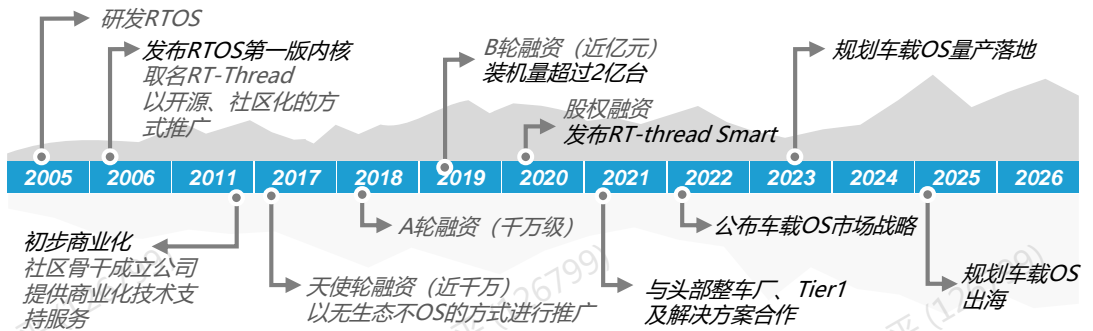 研发RTOS
发布RTOS第一版内核
取名RT-Thread
以开源、社区化的方
式推广
B轮融资（近亿元）
装机量超过2亿台
股权融资
发布RT-thread Smart
规划车载OS量产落地
2005 2006 2011 2017 2018 2019 2020 2021 2022 2023 2024 2025 2026
初步商业化
社区骨干成立公司
提供商业化技术支
持服务
天使轮融资（近千万）
以无生态不OS的方式进行推广
A轮融资（千万级）
与头部整车厂、Tier1
及解决方案合作
公布车载OS市场战略
规划车载OS
出海